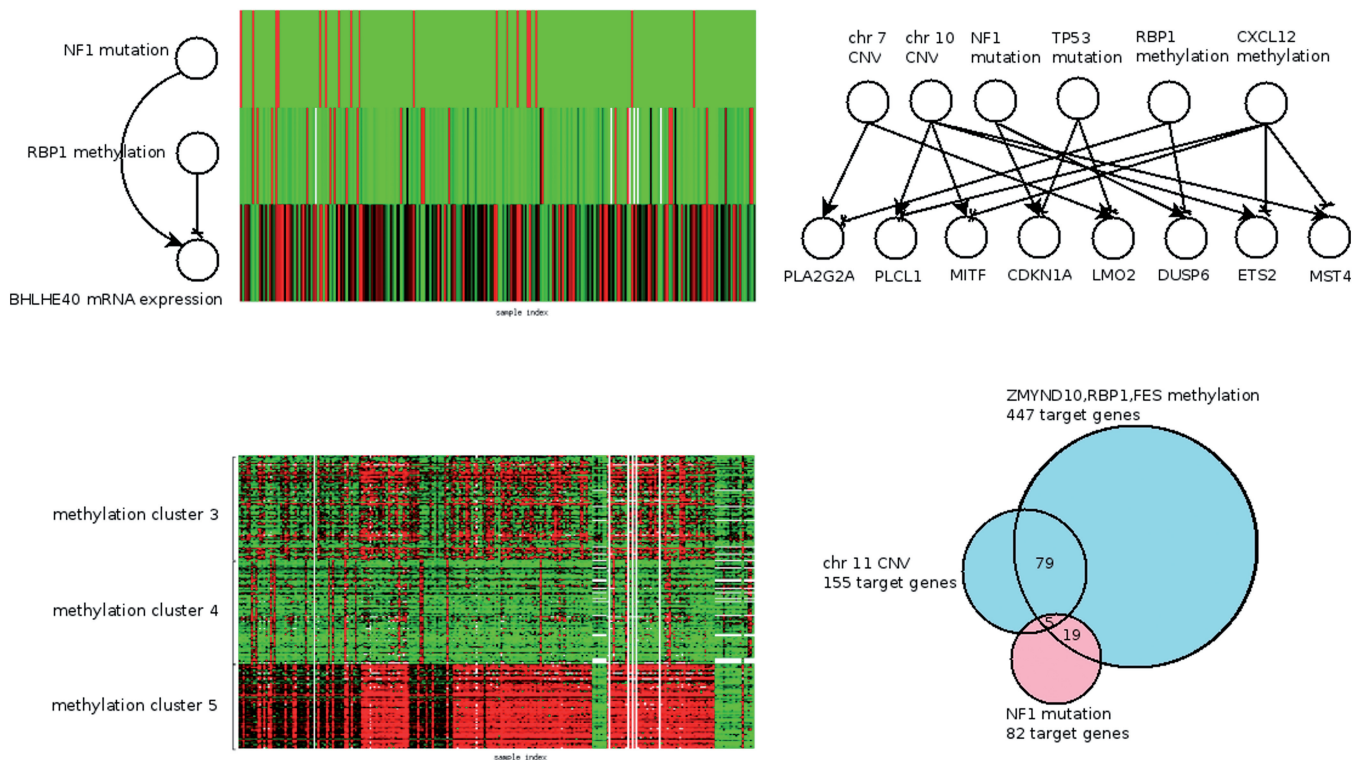 NF1 mutation
RBP1 methylation
BHLHE40 mRNA expression
sample index
chr 7
CNV
chr 10
CNV
NF1
mutation
TP53
mutation
RBP1
methylation
CXCL12
methylation
PLA2G2A
PLCL1
MITF
CDKN1A
LMO2
DUSP6
ETS2
MST4
methylation cluster 3
methylation cluster 4
methylation cluster 5
sample index
ZMYND10,RBP1,FES methylation
447 target genes
chr 11 CNV
155 target genes
79
5
19
NF1 mutation
82 target genes